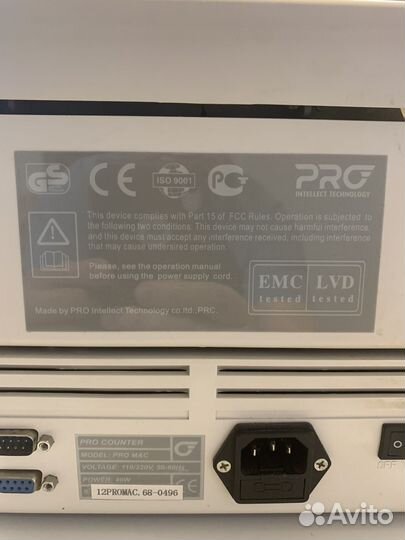 GS CE ISO 9001 РСТ PRO
INTELLECT TECHNOLOGY
This device complies with Part 15 of FCC Rules. Operation is subjected to
the following two conditions: This device may not cause harmful interference,
and this device must accept any interference received, including interference
that may cause undersired operation.
Please, see the operation manual
before using the power supply cord.
EMC LVD
tested tested
Made by PRO Intellect Technology co ltd.,PRC.
PRO COUNTER
MODEL: PRO MAC
VOLTAGE: 110/220V, 50-60Hz
POWER: 80W
12PROMAC, 68-0496
OFF
Avito